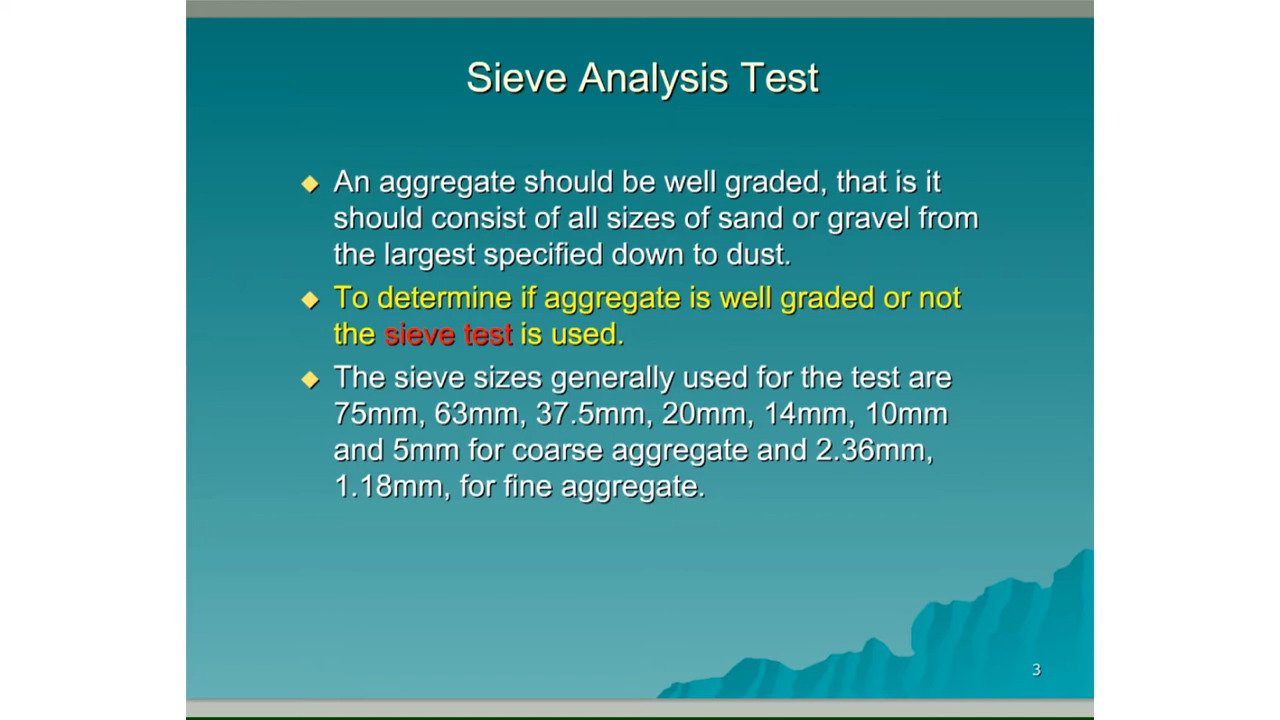 Sieve Analysis Test
An aggregate should be well graded, that is it
should consist of all sizes of sand or gravel from
the largest specified down to dust.
To determine if aggregate is well graded or not
the sieve test is used.
The sieve sizes generally used for the test are
75mm, 63mm, 37.5mm, 20mm, 14mm, 10mm
and 5mm for coarse aggregate and 2.36mm,
1.18mm, for fine aggregate.
3